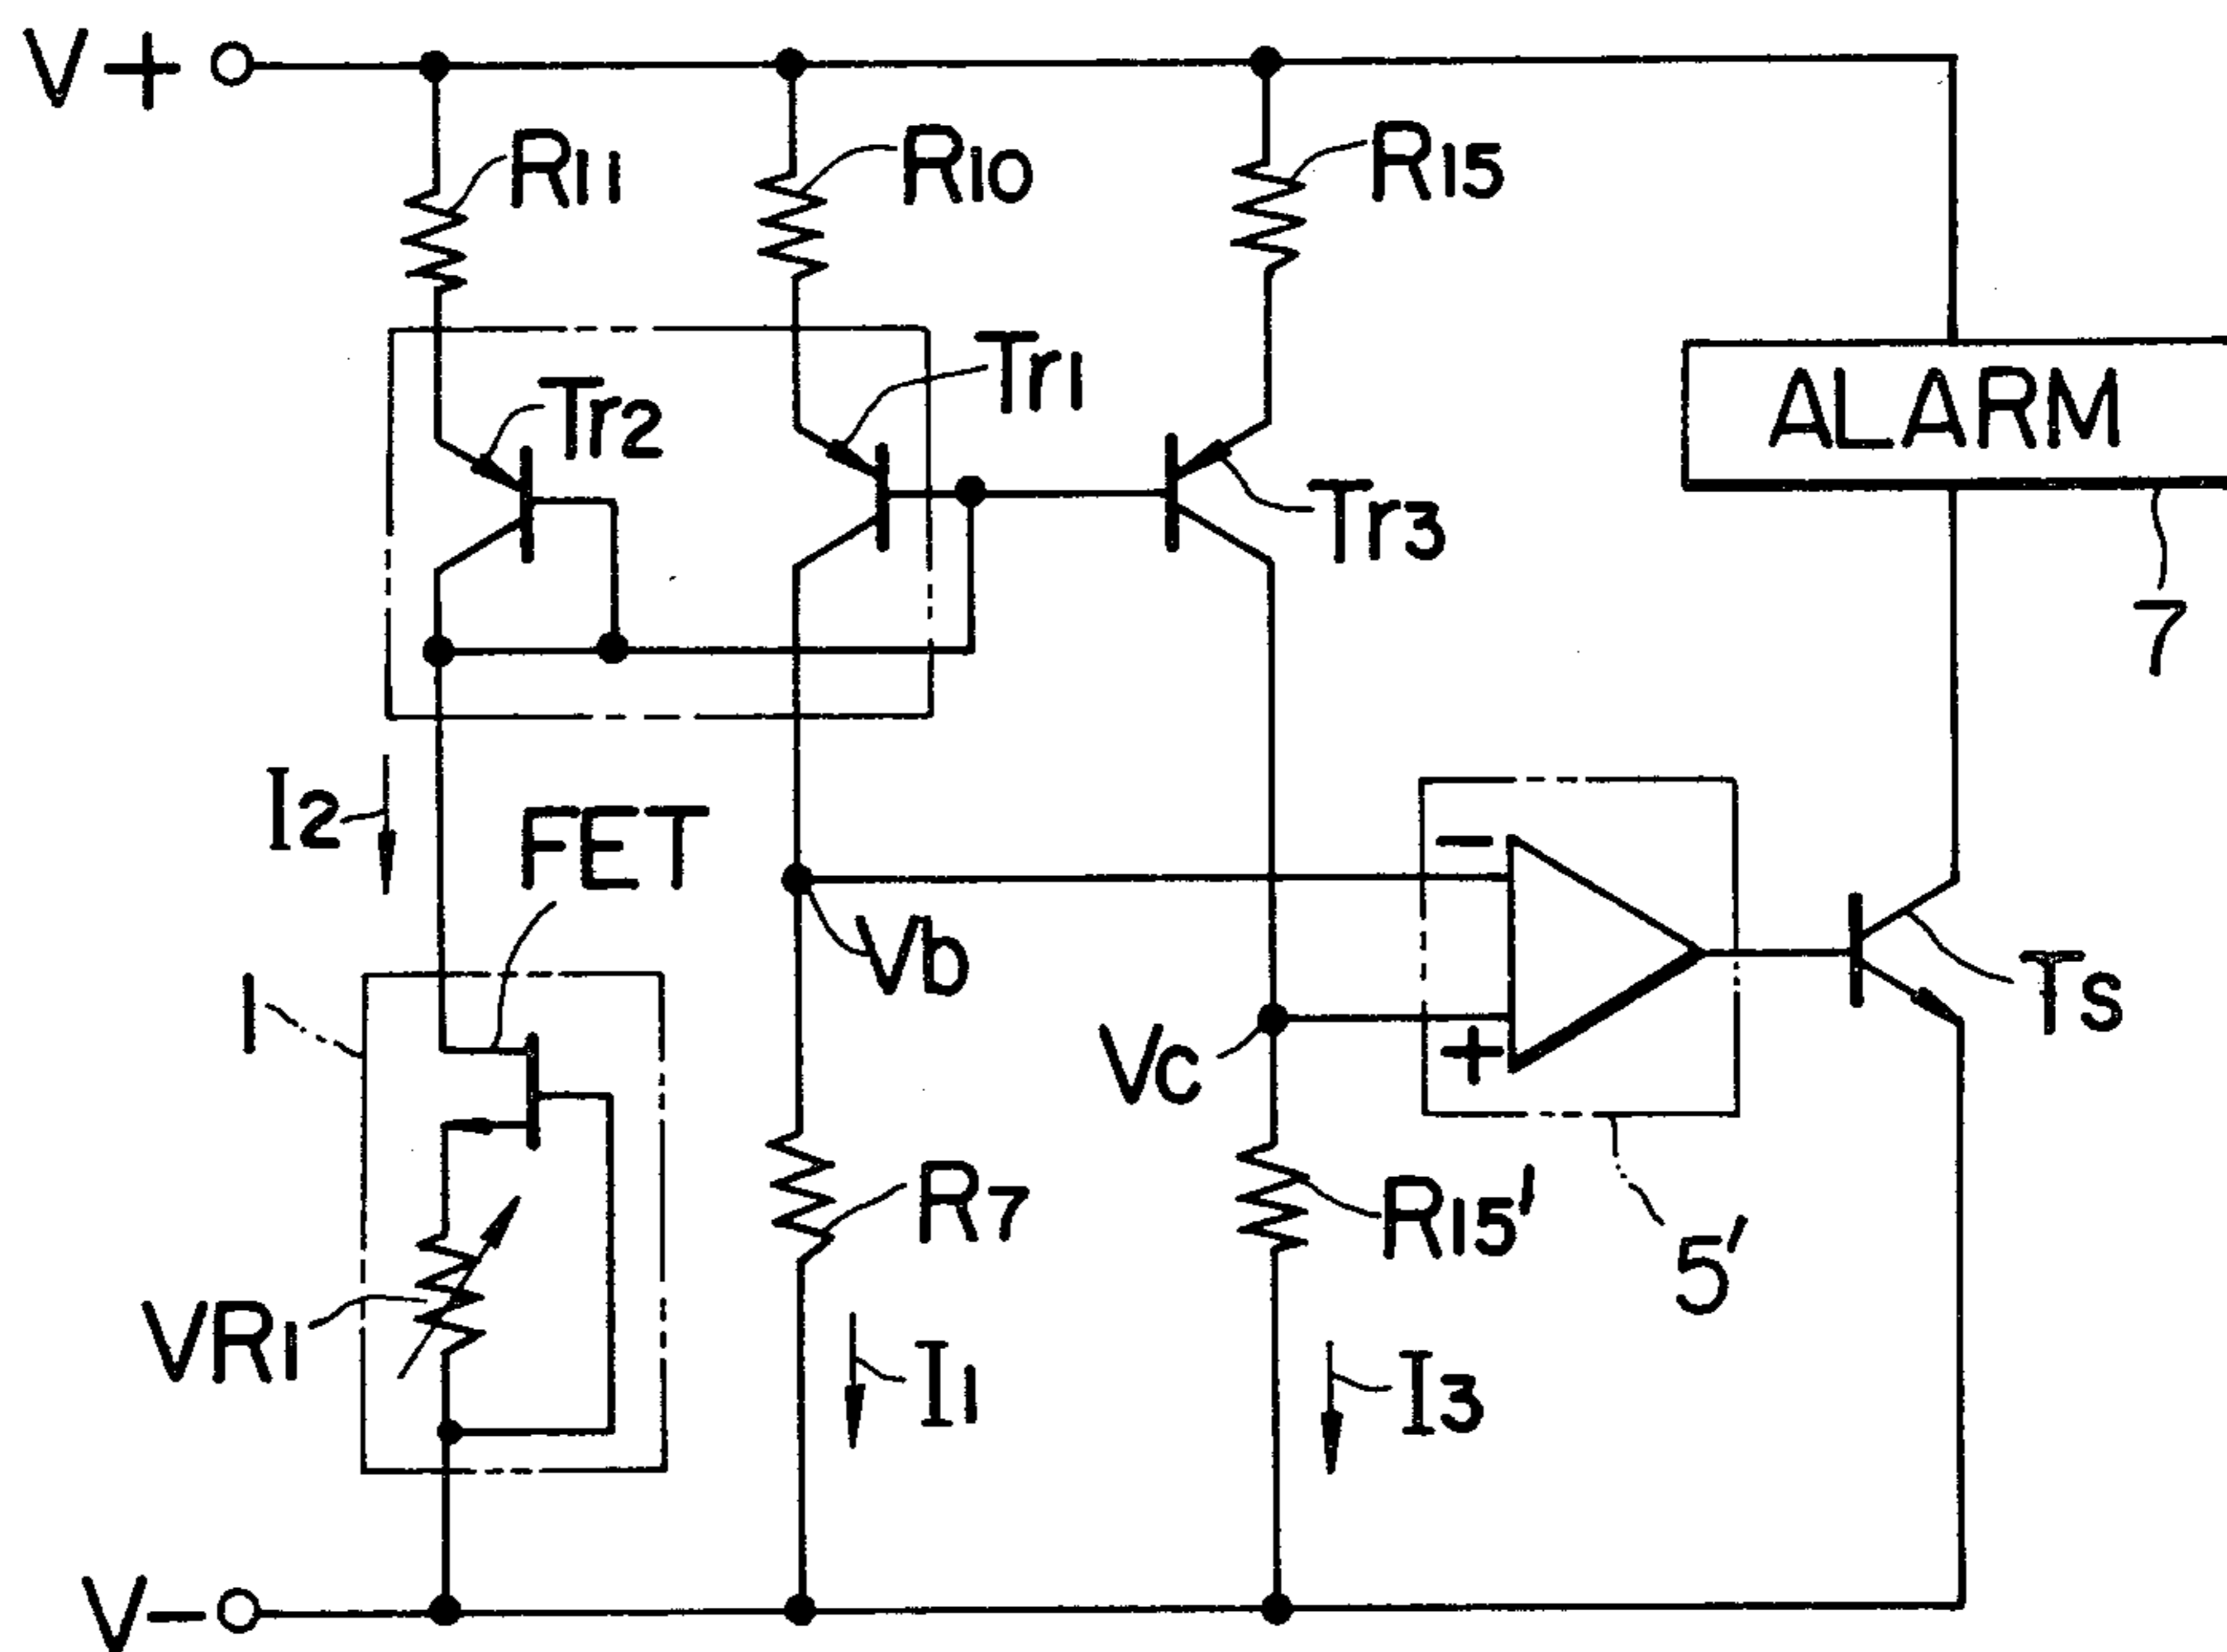 V+
R11
R10
R15
Tr2
Tr1
Tr3
ALARM
7
I2
FET
Vb
-
+
Vc
Ts
1
R7
R15'
5'
VR1
I1
I3
V-